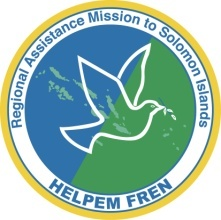 Regional Assistance Mission to Solomon Islands
HELPEM FREN